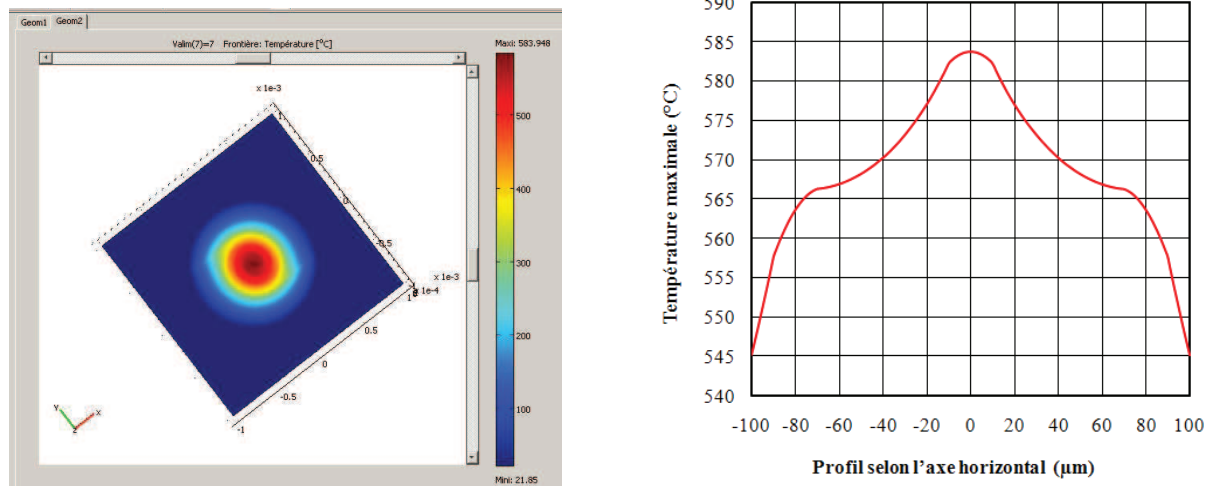 Geom1 Geom2
Valim(7)=7 Frontière: Température [°C]
Maxi: 583.948
x 1e-3
1
0.5
0
-0.5
x 1e-3
x 1e-4
1
0.5
0
-0.5
-1
500
400
300
200
100
Y
X
Z
Mini: 21.85
Température maximale (°C)
590
585
580
575
570
565
560
555
550
545
540
-100 -80 -60 -40 -20 0 20 40 60 80 100
Profil selon l'axe horizontal (µm)